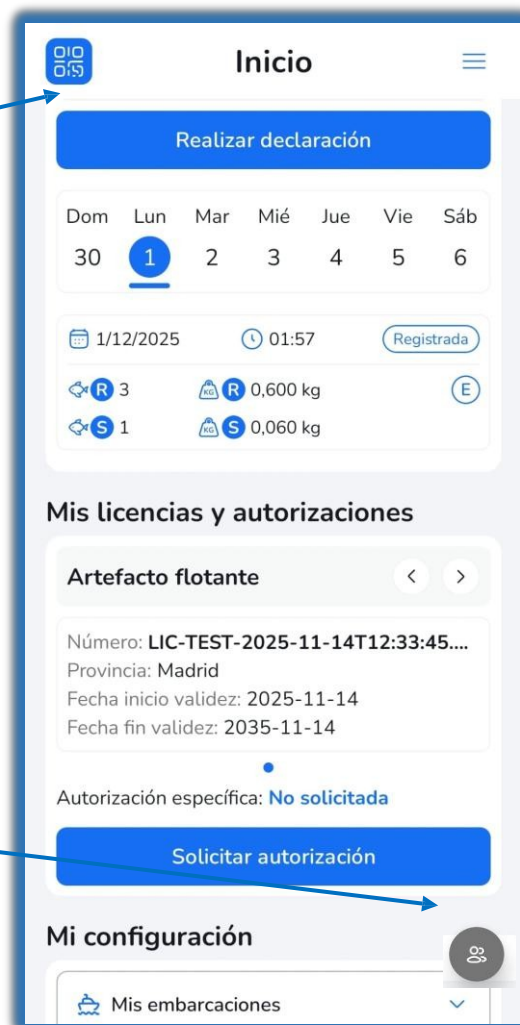 Inicio
Realizar declaración
Dom Lun Mar Mié Jue Vie Sáb
30 1 2 3 4 5 6
1/12/2025 01:57 Registrada
R 3 KG R 0,600 kg E
S 1 KG S 0,060 kg
Mis licencias y autorizaciones
Artefacto flotante
Número: LIC-TEST-2025-11-14T12:33:45....
Provincia: Madrid
Fecha inicio validez: 2025-11-14
Fecha fin validez: 2035-11-14
Autorización específica: No solicitada
Solicitar autorización
Mi configuración
Mis embarcaciones